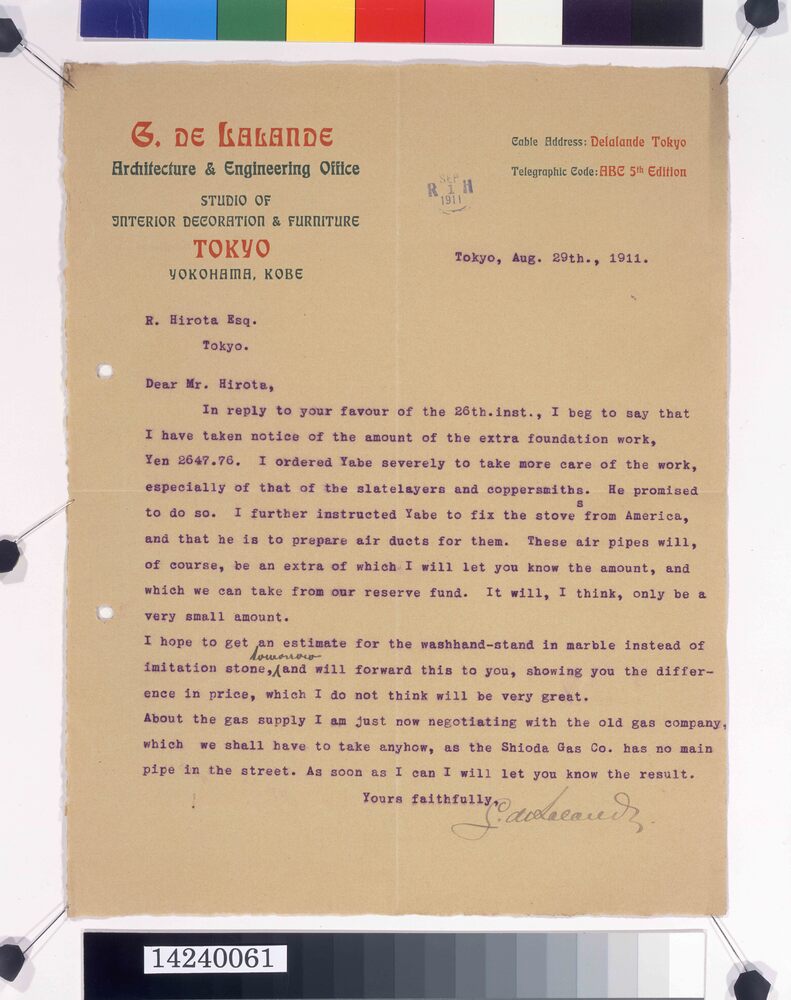 G. DE LALANDE
Architecture & Engineering Office
STUDIO OF
INTERIOR DECORATION & FURNITURE
TOKYO
YOKOHAMA, KOBE
Cable Address: Delalande Tokyo
Telegraphic Code: ABC 5th Edition
SEP
R 1 H
1911
Tokyo, Aug. 29th., 1911.
R. Hirota Esq.
Tokyo.
Dear Mr. Hirota,
In reply to your favour of the 26th.inst., I beg to say that
I have taken notice of the amount of the extra foundation work,
Yen 2647.76. I ordered Yabe severely to take more care of the work,
especially of that of the slatelayers and coppersmiths. He promised
to do so. I further instructed Yabe to fix the stoves from America,
and that he is to prepare air ducts for them. These air pipes will,
of course, be an extra of which I will let you know the amount, and
which we can take from our reserve fund. It will, I think, only be a
very small amount.
I hope to get an estimate for the washhand-stand in marble instead of
tomorrow
imitation stone, and will forward this to you, showing you the differ-
ence in price, which I do not think will be very great.
About the gas supply I am just now negotiating with the old gas company,
which we shall have to take anyhow, as the Shioda Gas Co. has no main
pipe in the street. As soon as I can I will let you know the result.
Yours faithfully,
G. de Lalande
14240061